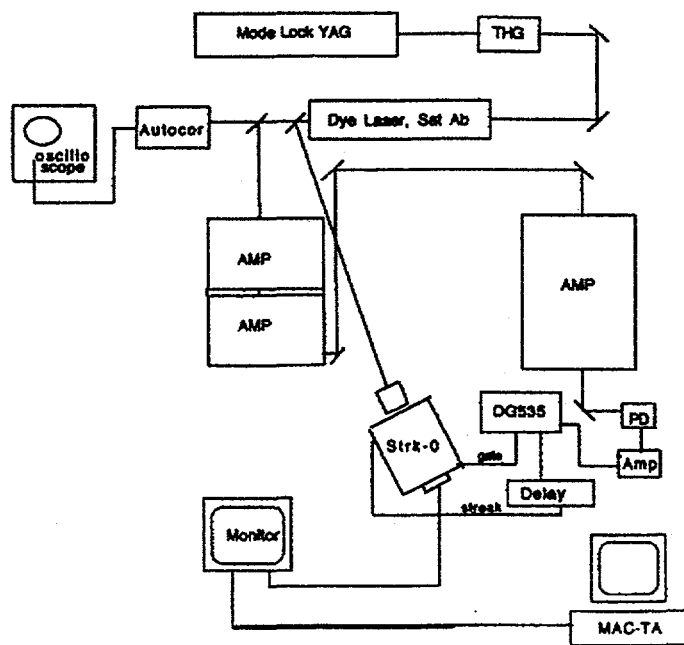 Mode Lock YAG
THG
Dye Laser, Sat Ab
Autocor
oscillo
scope
AMP
AMP
AMP
DG535
PD
Strk-0
gate
Amp
Delay
streak
Monitor
MAC-TA